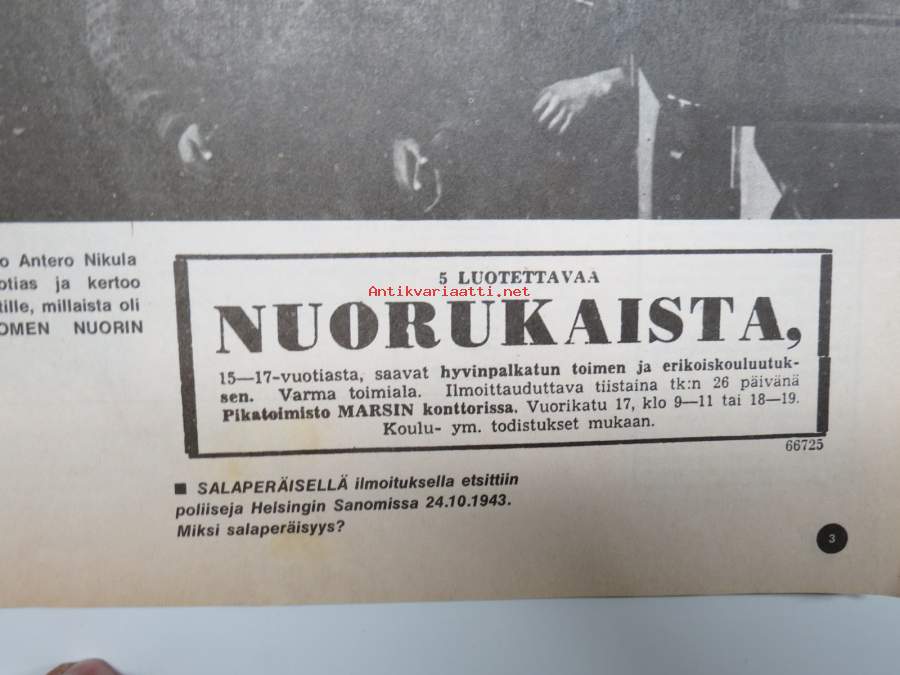 o Antero Nikula
otias ja kertoo
tille, millaista oli
OMEN NUORIN
5 LUOTETTAVAA
Antikvariaatti.net
NUORUKAISTA,
15—17-vuotiasta, saavat hyvinpalkatun toimen ja erikoiskouluutuk-
sen. Varma toimiala. Ilmoittauduttava tiistaina tk:n 26 päivänä
Pikatoimisto MARSIN konttorissa. Vuorikatu 17, klo 9—11 tai 18—19.
Koulu- ym. todistukset mukaan.
66725
■ SALAPERÄISELLÄ ilmoituksella etsittiin
poliiseja Helsingin Sanomissa 24.10.1943.
Miksi salaperäisyys?
3